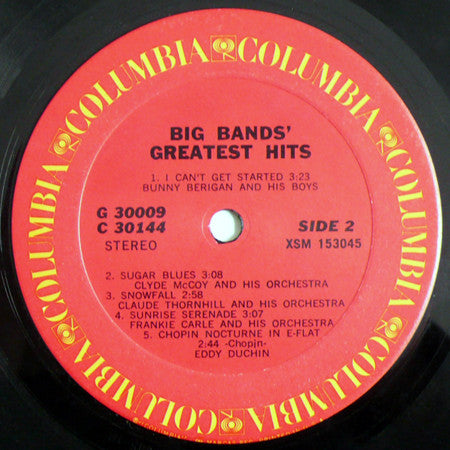 COLUMBIA COLUMBIA COLUMBIA COLUMBIA COLUMBIA COLUMBIA
BIG BANDS'
GREATEST HITS
1. I CAN'T GET STARTED 3:23
BUNNY BERIGAN AND HIS BOYS
G 30009
C 30144
STEREO
SIDE 2
XSM 153045
2. SUGAR BLUES 3:08
CLYDE McCOY AND HIS ORCHESTRA
3. SNOWFALL 2:58
CLAUDE THORNHILL AND HIS ORCHESTRA
4. SUNRISE SERENADE 3:07
FRANKIE CARLE AND HIS ORCHESTRA
5. CHOPIN NOCTURNE IN E-FLAT
2:44 -Chopin-
EDDY DUCHIN